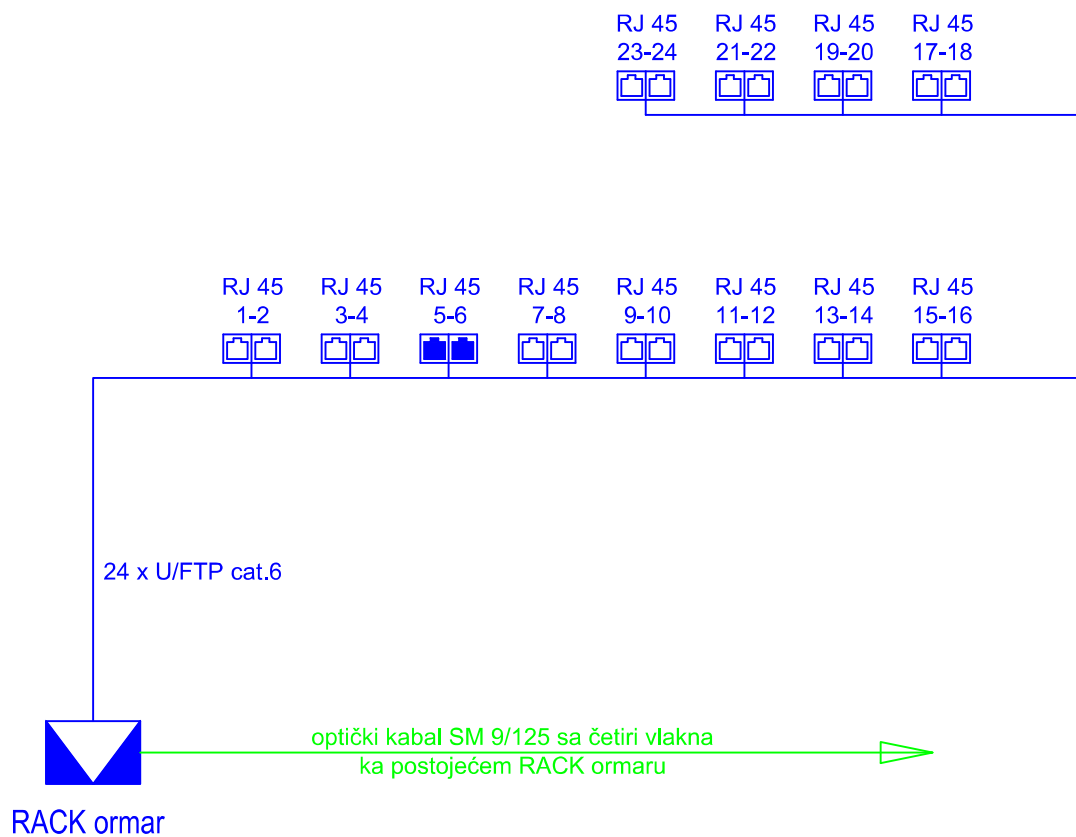 RJ 45 RJ 45 RJ 45 RJ 45
23-24 21-22 19-20 17-18
RJ 45 RJ 45 RJ 45 RJ 45 RJ 45 RJ 45 RJ 45 RJ 45
1-2 3-4 5-6 7-8 9-10 11-12 13-14 15-16
24 x U/FTP cat.6
optički kabal SM 9/125 sa četiri vlakna
ka postojećem RACK ormaru
RACK ormar